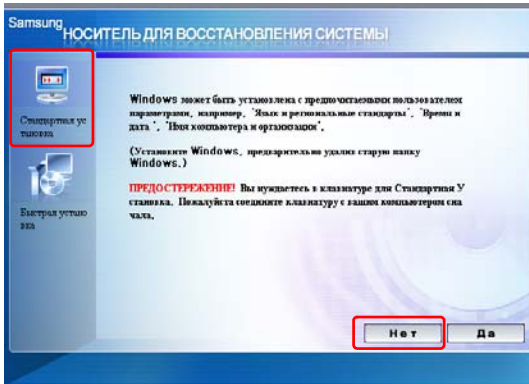 Samsung НОСИТЕЛЬ ДЛЯ ВОССТАНОВЛЕНИЯ СИСТЕМЫ
Стандартная ус
тановка
Быстрая устано
вка
Windows может быть установлена с предпочитаемыми пользователем
параметрами, например, "Язык и региональные стандарты", "Время и
дата ", "Имя компьютера и организации".
(Установите Windows, предварительно удалив старую папку
Windows.)
ПРЕДОСТЕРЕЖЕНИЕ! Вы нуждаетесь в клавиатуре для Стандартная У
становка. Пожалуйста соедините клавиатуру с вашим компьютером сна
чала.
Нет
Да